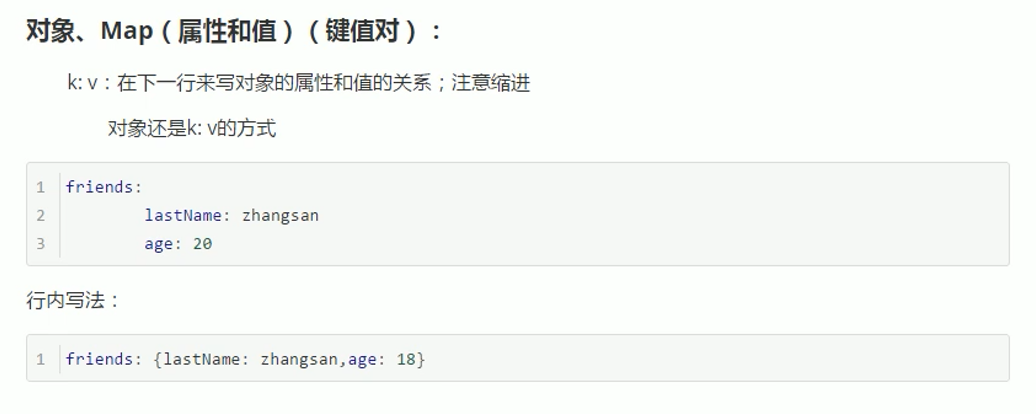 对象、Map（属性和值）（键值对）：
k: v：在下一行来写对象的属性和值的关系；注意缩进
对象还是k: v的方式
1 friends:
2 lastName: zhangsan
3 age: 20
行内写法：
1 friends: {lastName: zhangsan,age: 18}